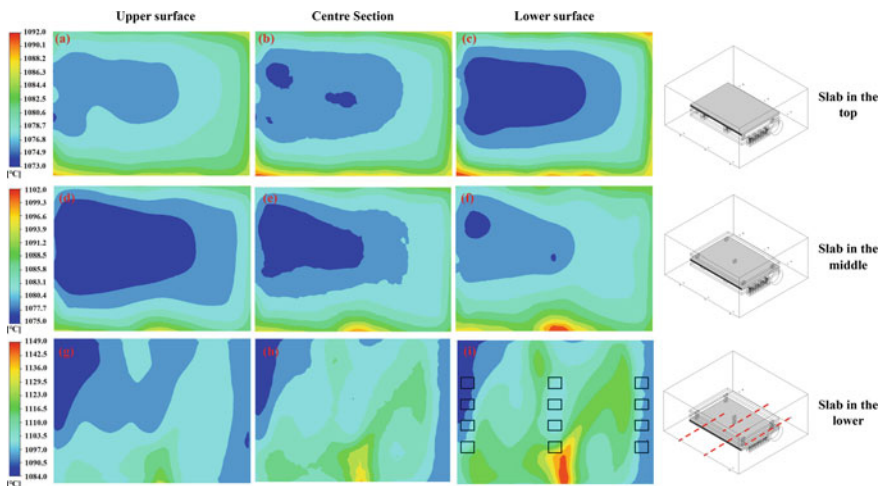 Upper surface Centre Section Lower surface
(a) (b) (c)
1092.0
1090.1
1088.2
1086.3
1084.4
1082.5
1080.6
1078.7
1076.8
1074.9
1073.0
[°C]
Slab in the
top
(d) (e) (f)
1102.0
1099.3
1096.6
1093.9
1091.2
1088.5
1085.8
1083.1
1080.4
1077.7
1075.0
[°C]
Slab in the
middle
(g) (h) (i)
1149.0
1142.5
1136.0
1129.5
1123.0
1116.5
1110.0
1103.5
1097.0
1090.5
1084.0
[°C]
Slab in the
lower